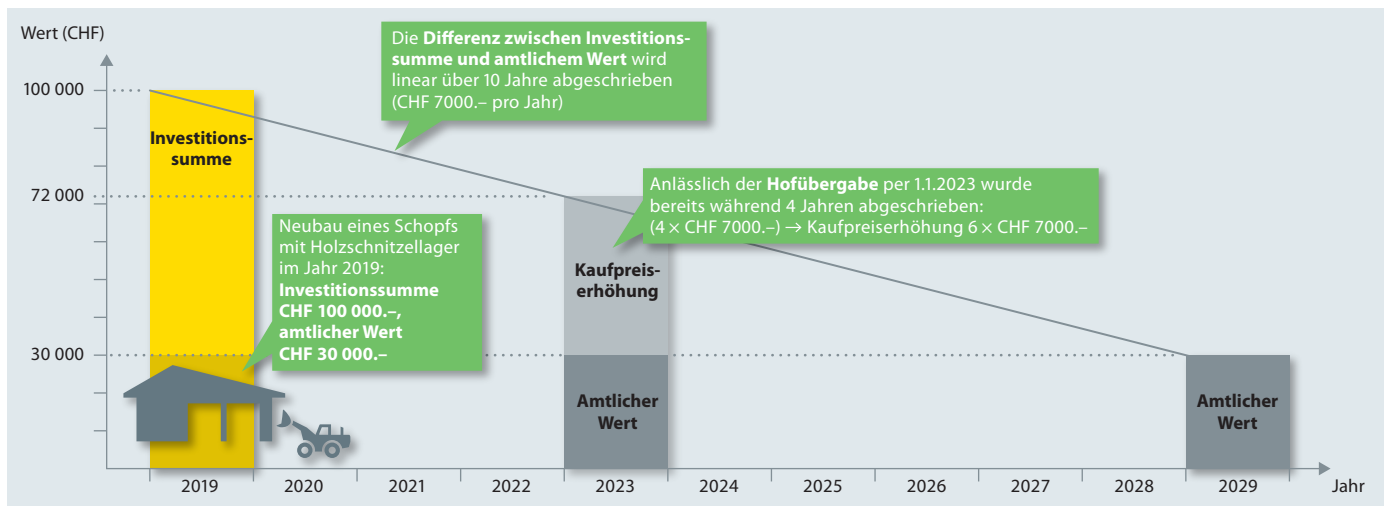 Wert (CHF)
100 000
72 000
30 000
Investitions-
summe
Die Differenz zwischen Investitions-
summe und amtlichem Wert wird
linear über 10 Jahre abgeschrieben
(CHF 7000.– pro Jahr)
Neubau eines Schopfs
mit Holzschnitzellager
im Jahr 2019:
Investitionssumme
CHF 100 000.–,
amtlicher Wert
CHF 30 000.–
Anlässlich der Hofübergabe per 1.1.2023 wurde
bereits während 4 Jahren abgeschrieben:
(4 × CHF 7000.–) → Kaufpreiserhöhung 6 × CHF 7000.–
Kaufpreis-
erhöhung
Amtlicher
Wert
Amtlicher
Wert
2019 2020 2021 2022 2023 2024 2025 2026 2027 2028 2029 Jahr